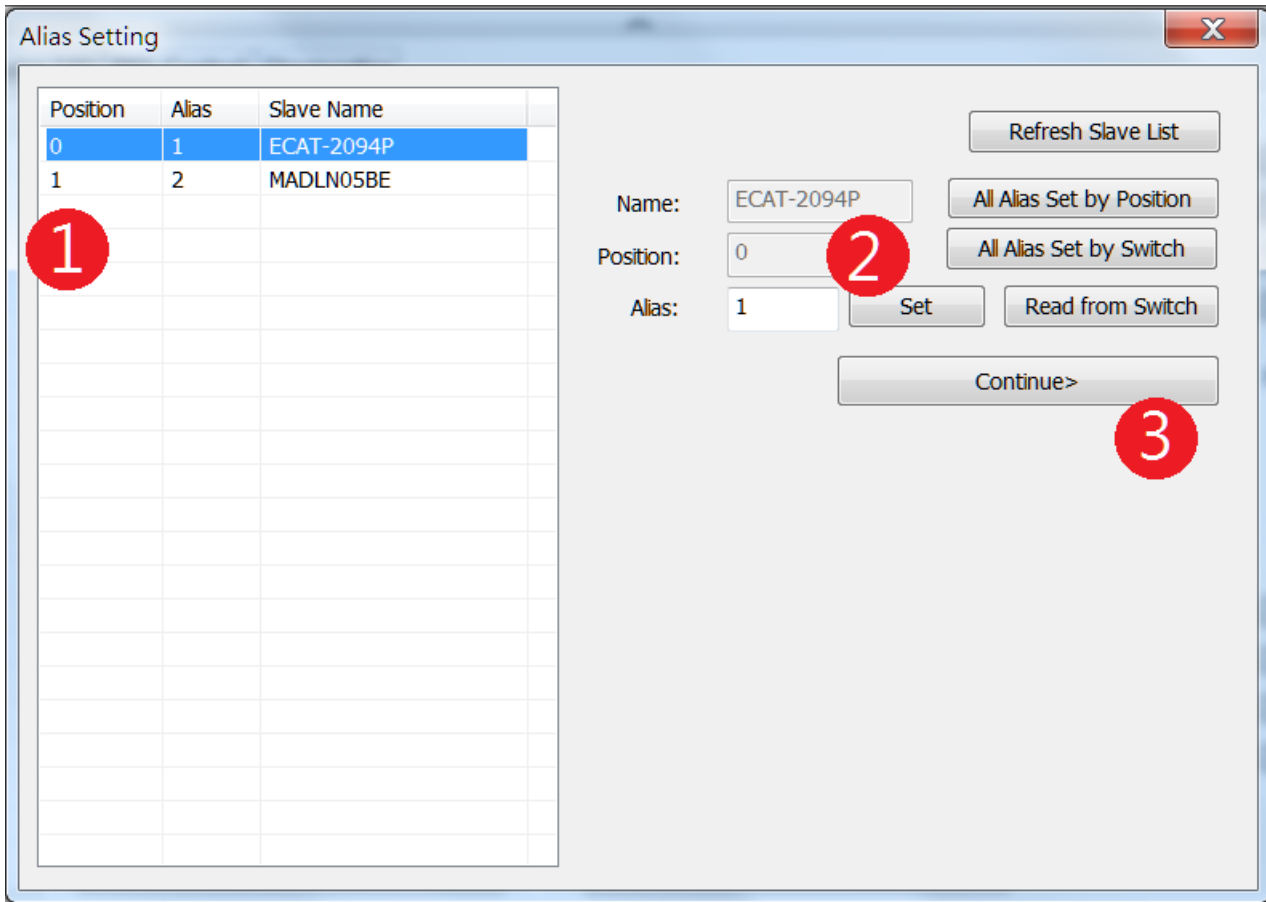 Alias Setting
X
Position Alias Slave Name
0 1 ECAT-2094P
1 2 MADLN05BE
1
Refresh Slave List
Name: ECAT-2094P All Alias Set by Position
2
Position: 0 All Alias Set by Switch
Alias: 1 Set Read from Switch
Continue>
3